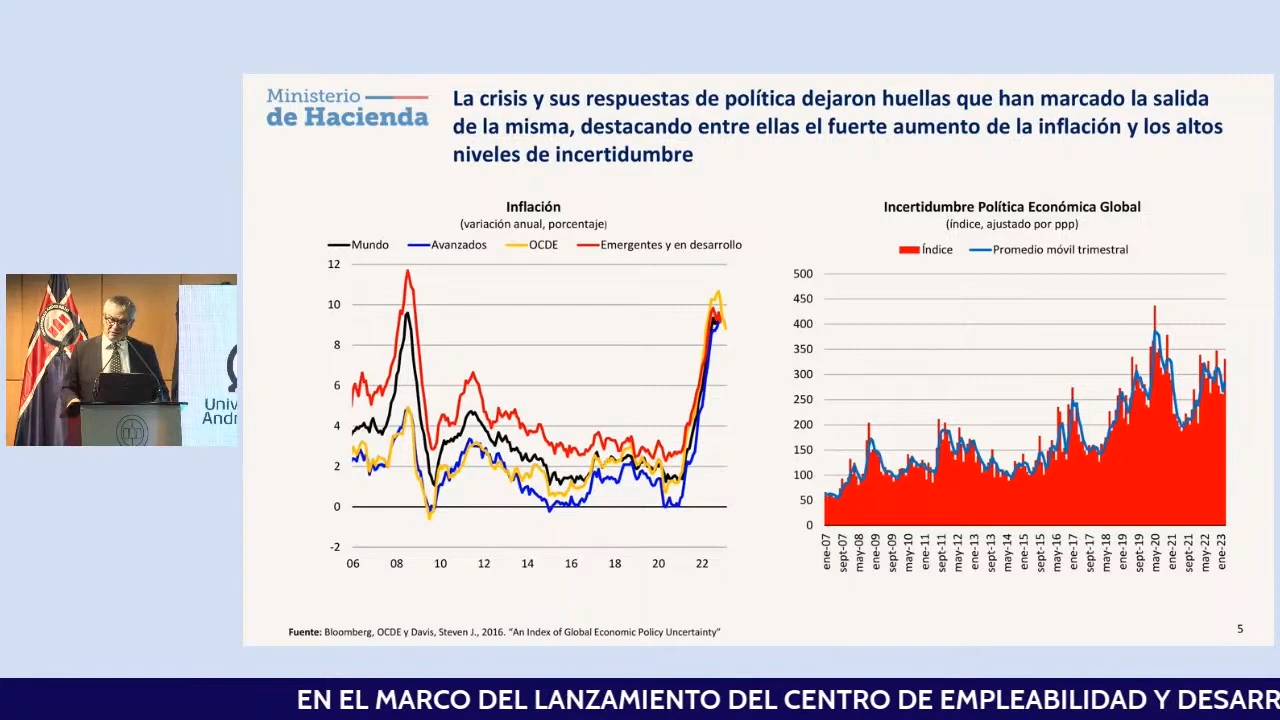 Ministerio
de Hacienda
La crisis y sus respuestas de política dejaron huellas que han marcado la salida
de la misma, destacando entre ellas el fuerte aumento de la inflación y los altos
niveles de incertidumbre
Inflación
(variación anual, porcentaje)
Mundo Avanzados OCDE Emergentes y en desarrollo
12
10
8
6
4
2
0
-2
06 08 10 12 14 16 18 20 22
Incertidumbre Política Económica Global
(índice, ajustado por ppp)
Índice Promedio móvil trimestral
500
450
400
350
300
250
200
150
100
50
0
ene-07 sept-07 may-08 ene-09 sept-09 may-10 ene-11 sept-11 may-12 ene-13 sept-13 may-14 ene-15 sept-15 may-16 ene-17 sept-17 may-18 ene-19 sept-19 may-20 ene-21 sept-21 may-22 ene-23
Fuente: Bloomberg, OCDE y Davis, Steven J., 2016. “An Index of Global Economic Policy Uncertainty”
5
Univ
Andr
EN EL MARCO DEL LANZAMIENTO DEL CENTRO DE EMPLEABILIDAD Y DESARR